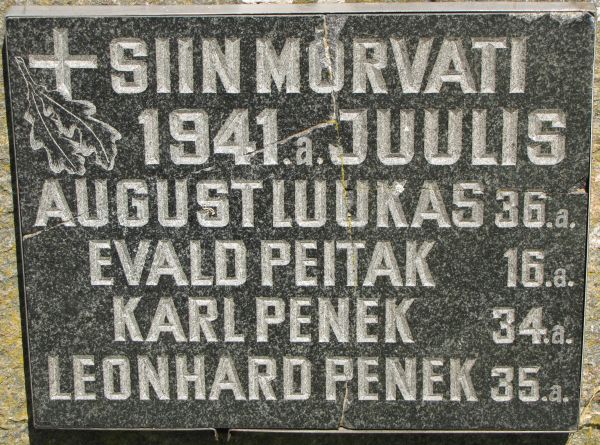 SIIN MÕRVATI
1941.a. JUULIS
AUGUST LUUKAS 36.a.
EVALD PEITAK 16.a.
KARL PENEK 34.a.
LEONHARD PENEK 35.a.